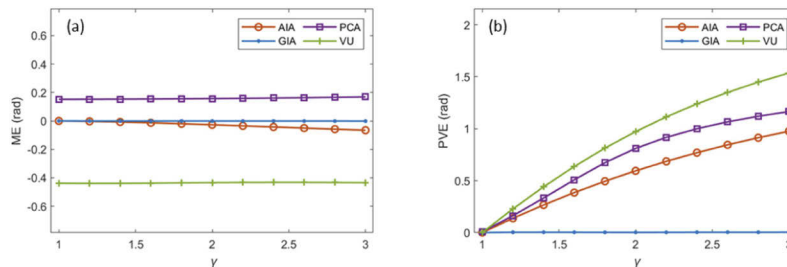 (a)
AIA PCA
GIA VU
0.6
0.4
0.2
0
-0.2
-0.4
-0.6
ME (rad)
1 1.5 2 2.5 3
γ
(b)
AIA PCA
GIA VU
2
1.5
1
0.5
0
PVE (rad)
1 1.5 2 2.5 3
γ